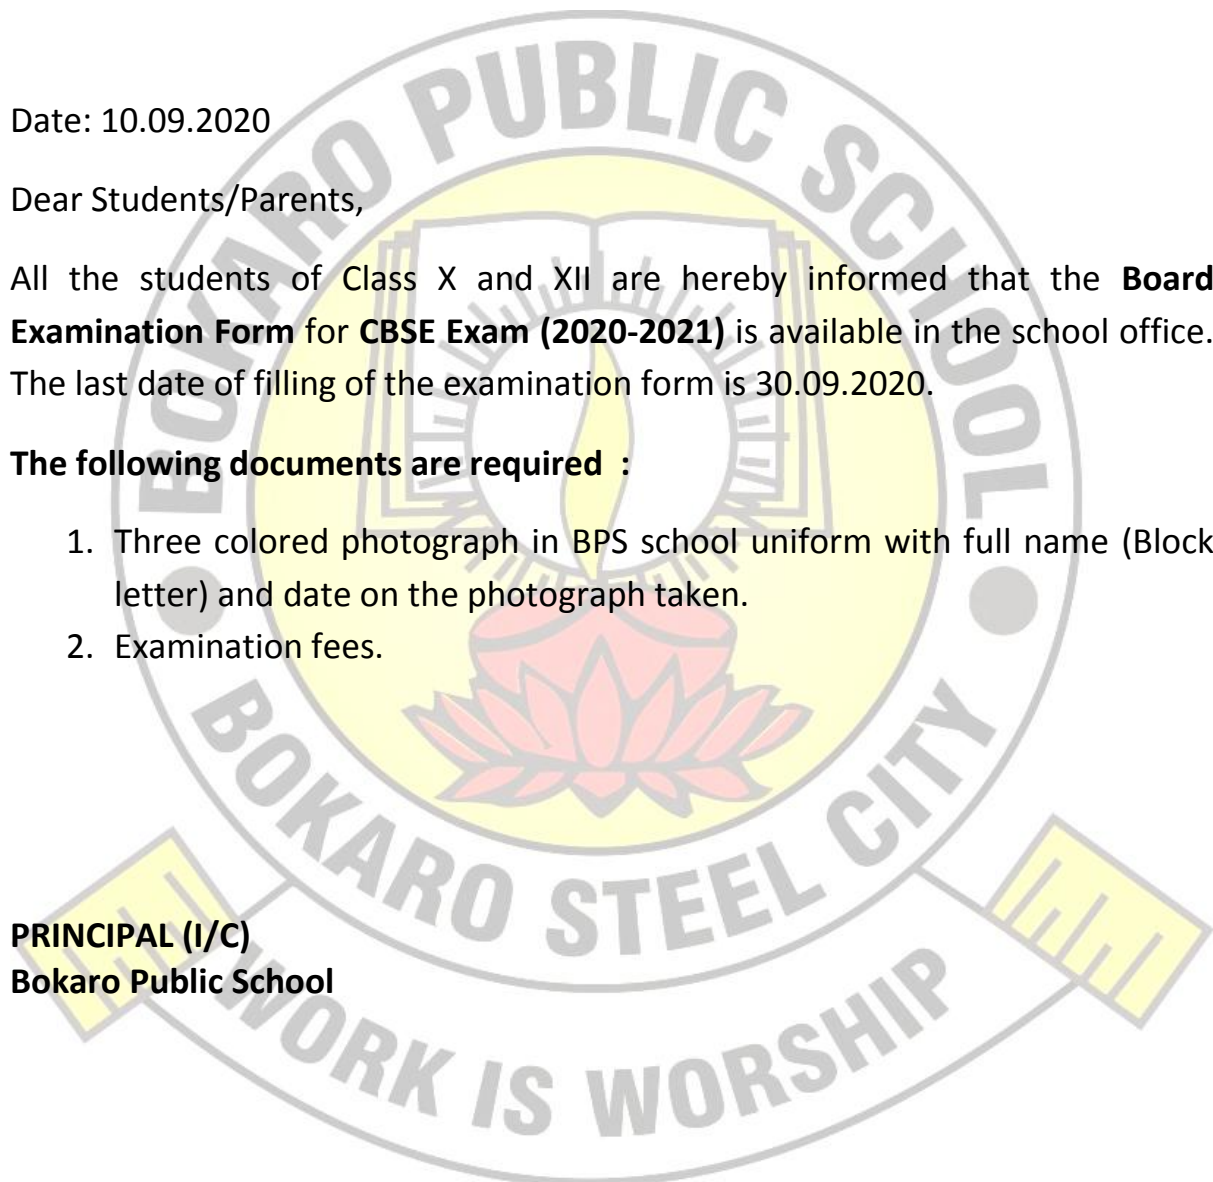 BOKARO PUBLIC SCHOOL
Date: 10.09.2020
Dear Students/Parents,
All the students of Class X and XII are hereby informed that the Board
Examination Form for CBSE Exam (2020-2021) is available in the school office.
The last date of filling of the examination form is 30.09.2020.
The following documents are required :
1. Three colored photograph in BPS school uniform with full name (Block
letter) and date on the photograph taken.
2. Examination fees.
BOKARO STEEL CITY
PRINCIPAL (I/C)
Bokaro Public School
WORK IS WORSHIP